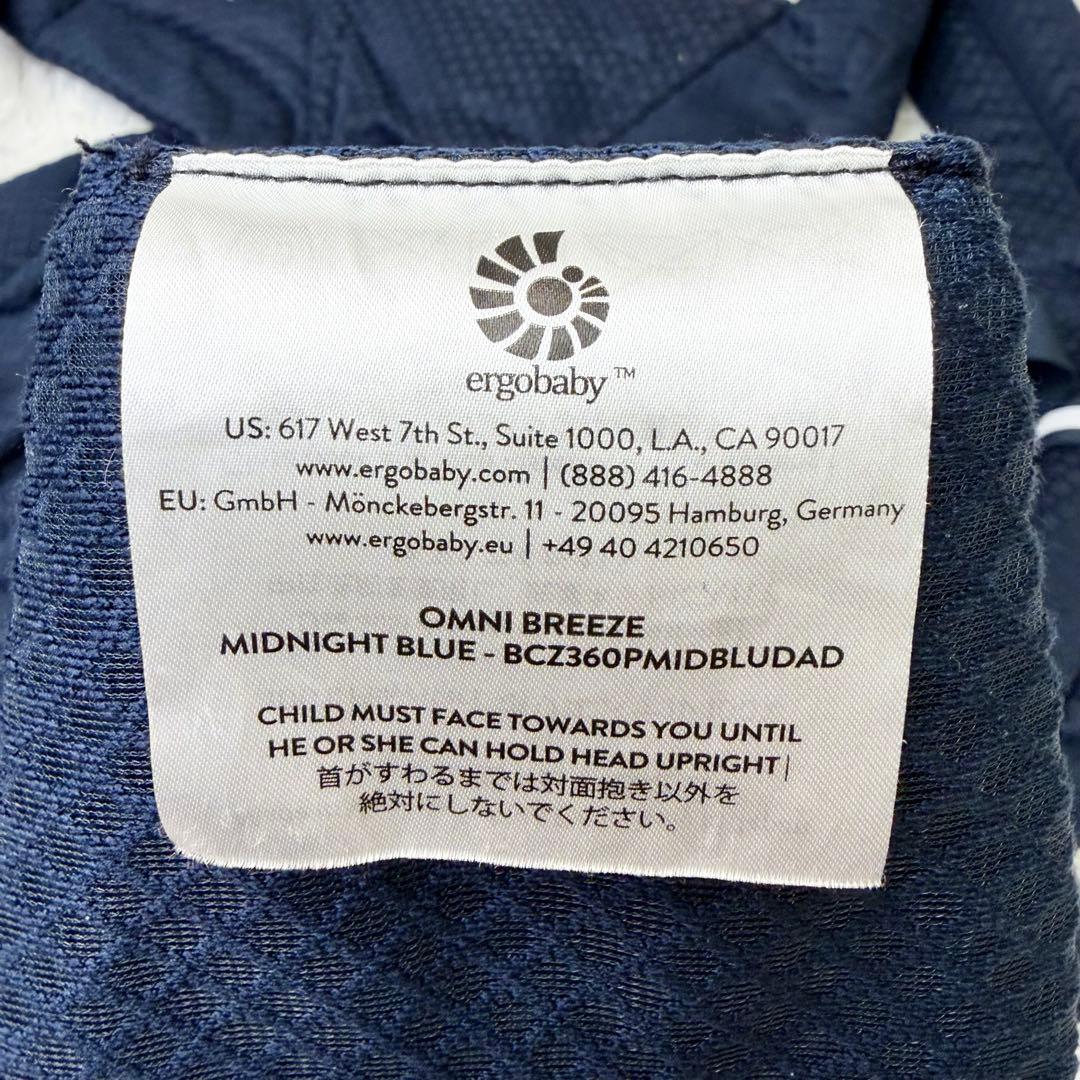 ergobaby™
US: 617 West 7th St., Suite 1000, L.A., CA 90017
www.ergobaby.com | (888) 416-4888
EU: GmbH - Mönckebergstr. 11 - 20095 Hamburg, Germany
www.ergobaby.eu | +49 40 4210650
OMNI BREEZE
MIDNIGHT BLUE - BCZ360PMIDBLUDAD
CHILD MUST FACE TOWARDS YOU UNTIL
HE OR SHE CAN HOLD HEAD UPRIGHT |
首がすわるまでは対面抱き以外を
絶対にしないでください。